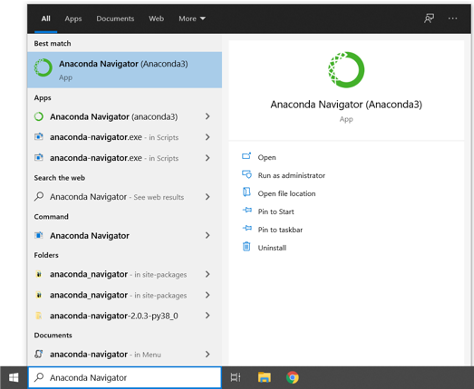 All Apps Documents Web More
Best match
Anaconda Navigator (Anaconda3)
App
Apps
Anaconda Navigator (anaconda3)
anaconda-navigator.exe - in Scripts
anaconda-navigator.exe - in Scripts
Search the web
Anaconda Navigator - See web results
Command
Anaconda Navigator
Folders
anaconda_navigator - in site-packages
anaconda_navigator - in site-packages
anaconda-navigator-2.0.3-py38_0
Documents
anaconda-navigator - in Menu
Anaconda Navigator (Anaconda3)
App
Open
Run as administrator
Open file location
Pin to Start
Pin to taskbar
Uninstall
Anaconda Navigator